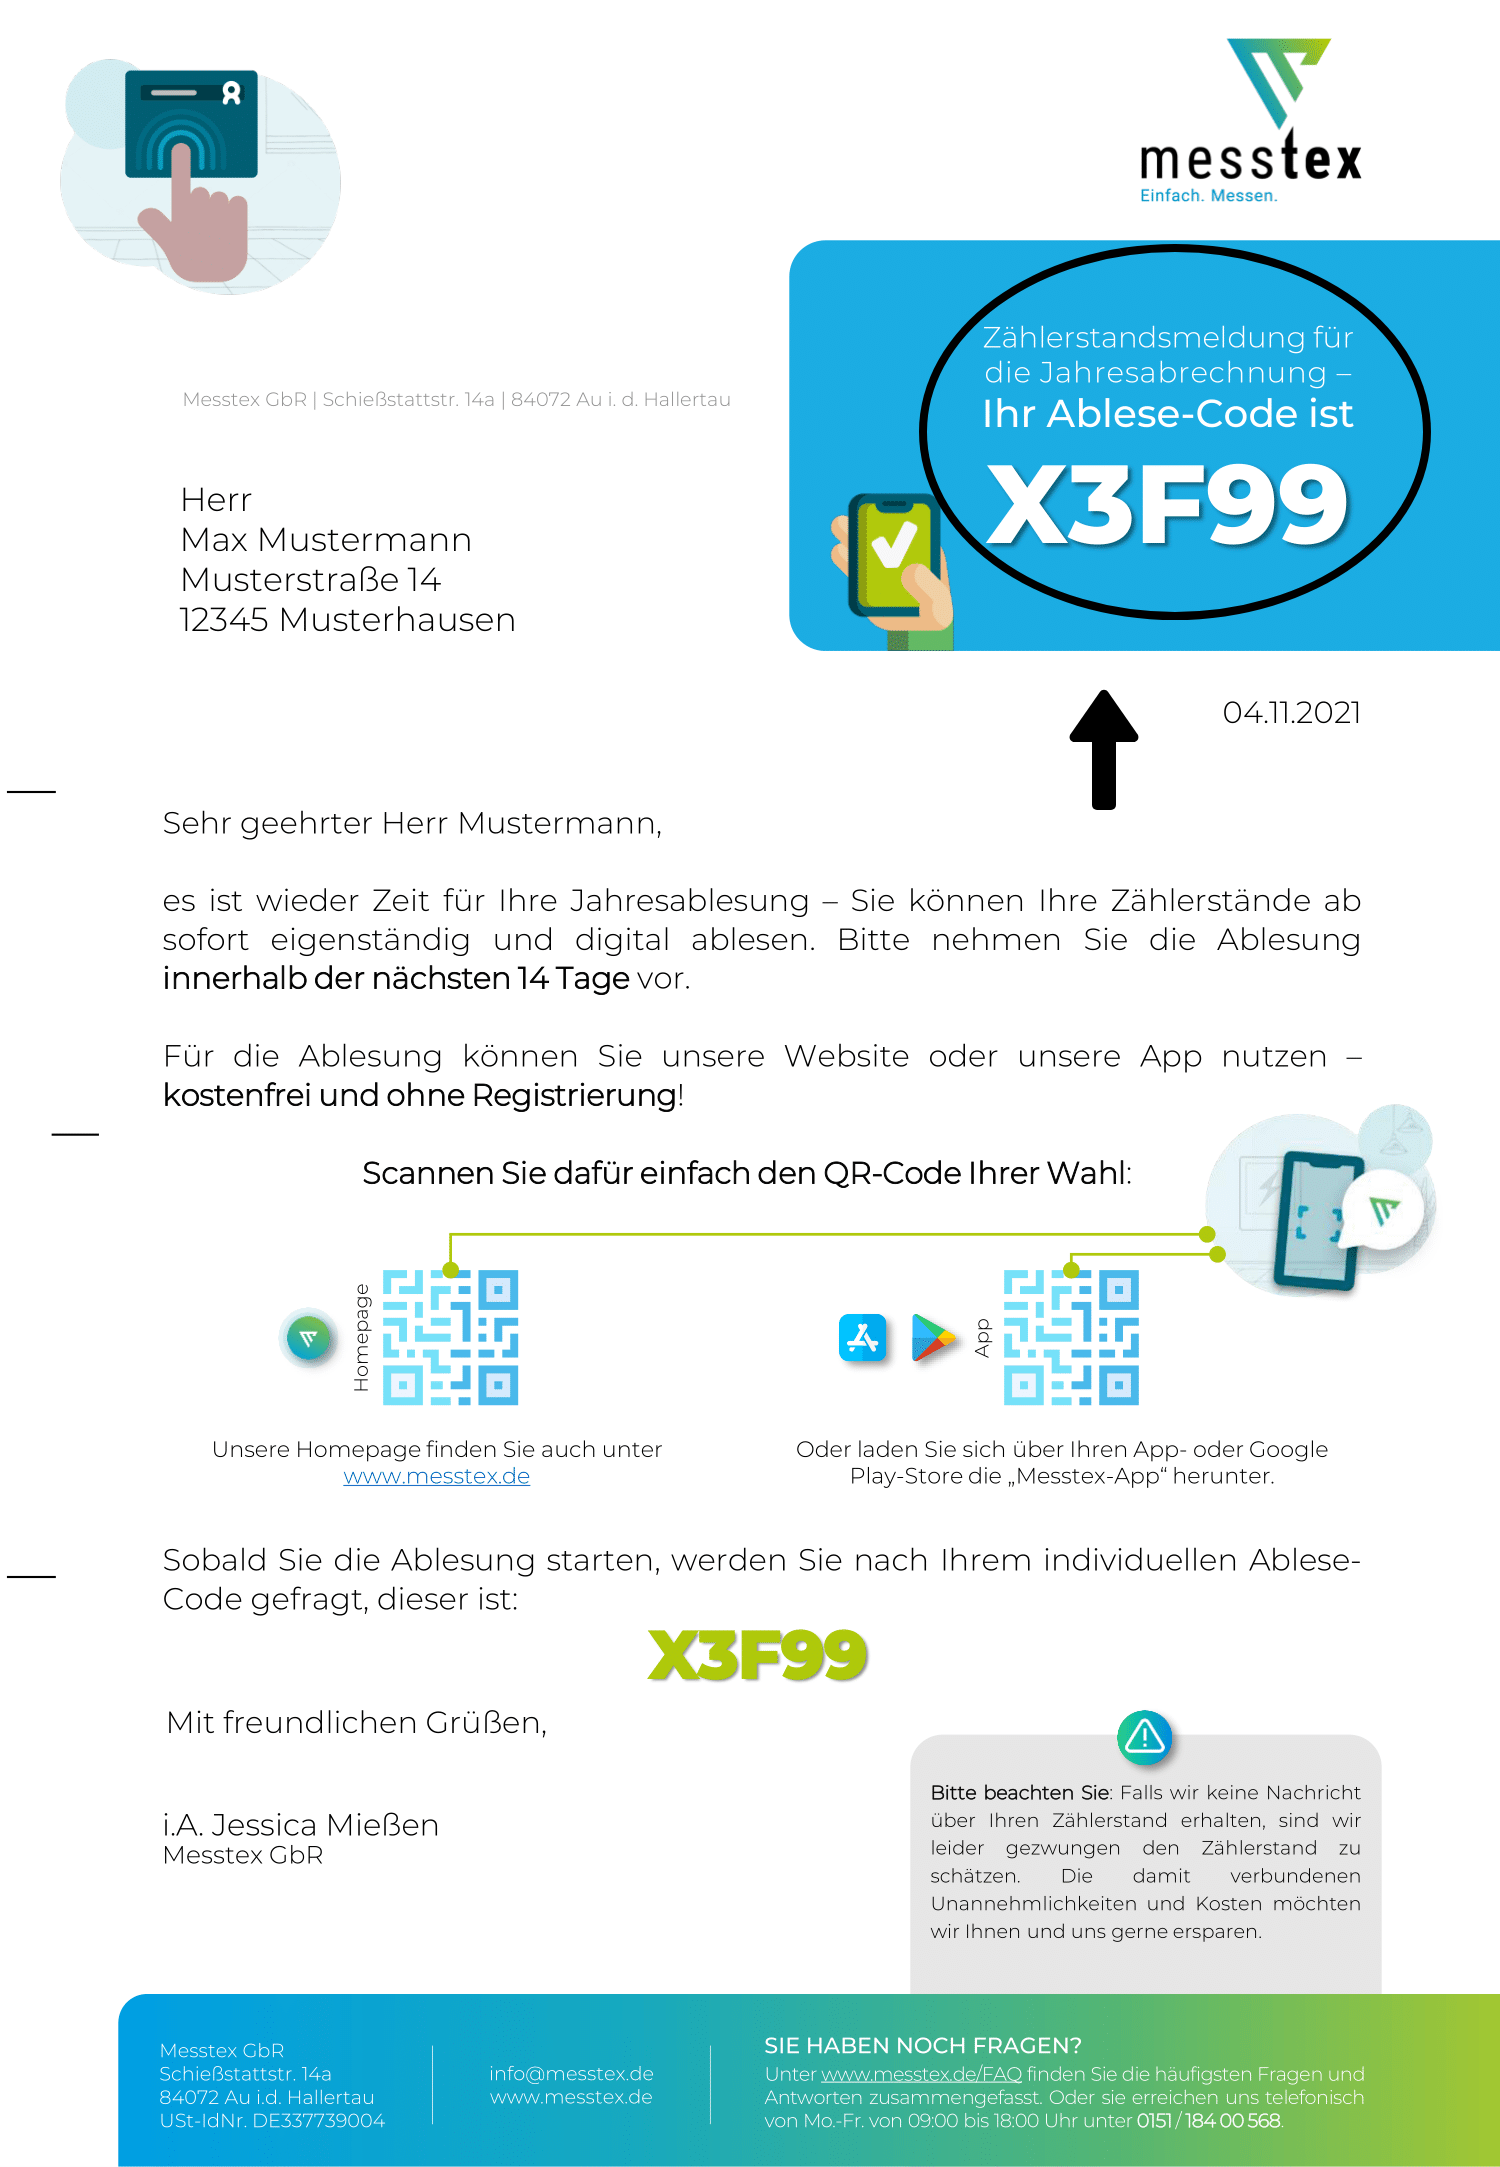 messtex
Einfach. Messen.
Zählerstandsmeldung für
die Jahresabrechnung –
Ihr Ablese-Code ist
X3F99
Messtex GbR | Schießstattstr. 14a | 84072 Au i. d. Hallertau
Herr
Max Mustermann
Musterstraße 14
12345 Musterhausen
04.11.2021
Sehr geehrter Herr Mustermann,
es ist wieder Zeit für Ihre Jahresablesung – Sie können Ihre Zählerstände ab
sofort eigenständig und digital ablesen. Bitte nehmen Sie die Ablesung
innerhalb der nächsten 14 Tage vor.
Für die Ablesung können Sie unsere Website oder unsere App nutzen –
kostenfrei und ohne Registrierung!
Scannen Sie dafür einfach den QR-Code Ihrer Wahl:
Homepage
App
Unsere Homepage finden Sie auch unter
www.messtex.de
Oder laden Sie sich über Ihren App- oder Google
Play-Store die „Messtex-App“ herunter.
Sobald Sie die Ablesung starten, werden Sie nach Ihrem individuellen Ablese-
Code gefragt, dieser ist:
X3F99
Mit freundlichen Grüßen,
i.A. Jessica Mießen
Messtex GbR
Bitte beachten Sie: Falls wir keine Nachricht
über Ihren Zählerstand erhalten, sind wir
leider gezwungen den Zählerstand zu
schätzen. Die damit verbundenen
Unannehmlichkeiten und Kosten möchten
wir Ihnen und uns gerne ersparen.
Messtex GbR
Schießstattstr. 14a
84072 Au i.d. Hallertau
USt-IdNr. DE337739004
info@messtex.de
www.messtex.de
SIE HABEN NOCH FRAGEN?
Unter www.messtex.de/FAQ finden Sie die häufigsten Fragen und
Antworten zusammengefasst. Oder sie erreichen uns telefonisch
von Mo.-Fr. von 09:00 bis 18:00 Uhr unter 0151 / 184 00 568.